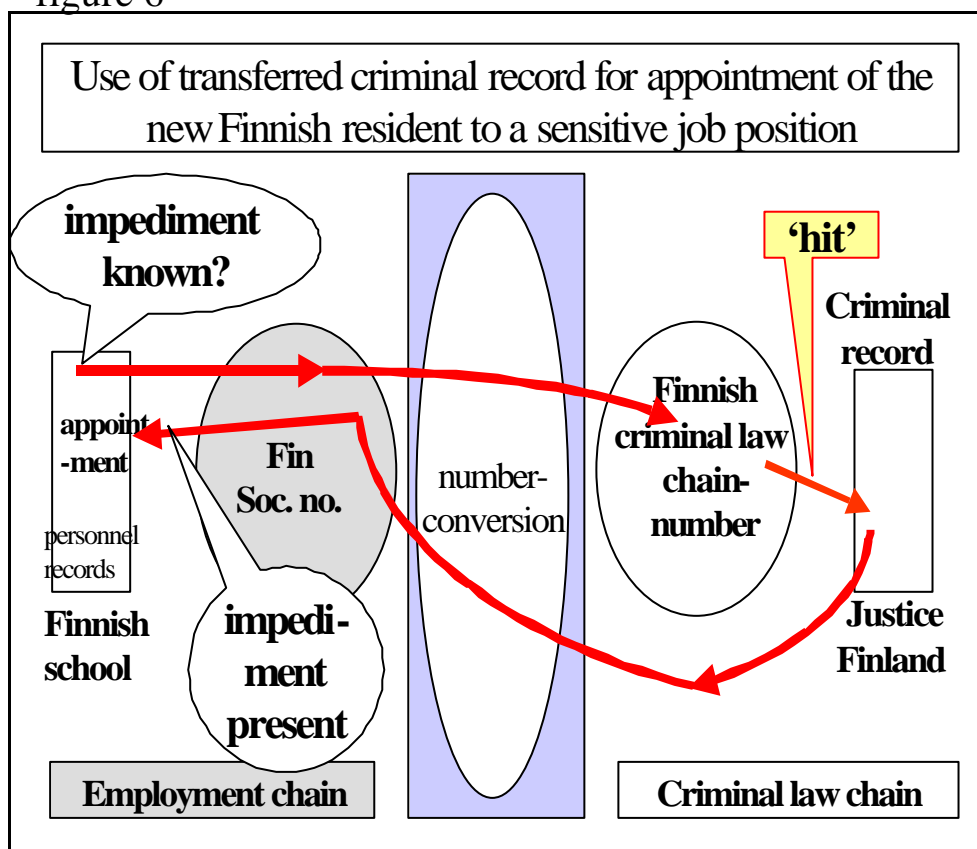 figure 6
Use of transferred criminal record for appointment of the
new Finnish resident to a sensitive job position
impediment
known?
‘hit’
Criminal
record
appoint
-ment
personnel
records
Finnish
school
Fin
Soc. no.
impedi-
ment
present
number-
conversion
Finnish
criminal law
chain-
number
Justice
Finland
Employment chain
Criminal law chain